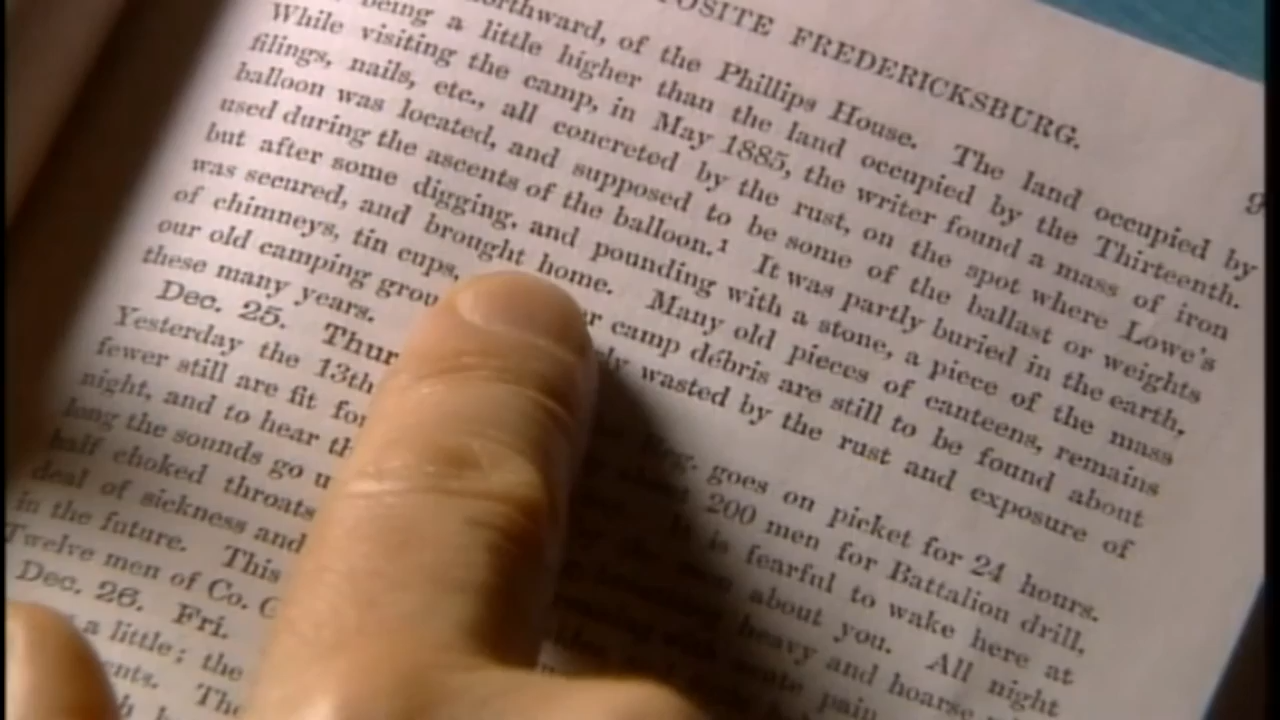 OSITE FREDERICKSBURG.
9
northward, of the Phillips House. The land occupied by
being a little higher than the land occupied by the Thirteenth.
While visiting the camp, in May 1885, the writer found a mass of iron
filings, nails, etc., all concreted by the rust, on the spot where Lowe's
balloon was located, and supposed to be some of the ballast or weights
used during the ascents of the balloon.¹ It was partly buried in the earth,
but after some digging, and pounding with a stone, a piece of the mass
was secured, and brought home. Many old pieces of canteens, remains
of chimneys, tin cups, camp débris are still to be found about
our old camping grou wasted by the rust and exposure of
these many years.
Dec. 25. Thur goes on picket for 24 hours.
Yesterday the 13th 200 men for Battalion drill,
fewer still are fit for is fearful to wake here at
night, and to hear th about you. All night
long the sounds go u heavy and hoarse
half choked throats pain
deal of sickness and
in the future. This
Twelve men of Co.
Dec. 26. Fri.
a little; the
The